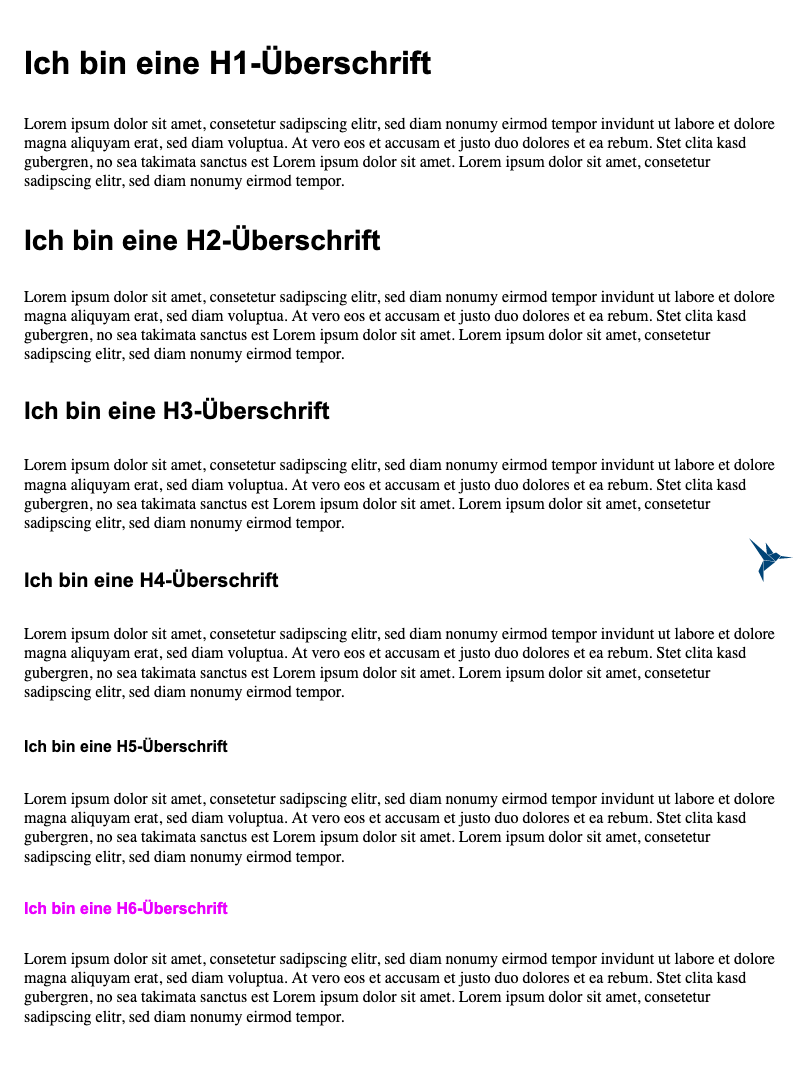 Ich bin eine H1-Überschrift
Lorem ipsum dolor sit amet, consetetur sadipscing elitr, sed diam nonumy eirmod tempor invidunt ut labore et dolore
magna aliquyam erat, sed diam voluptua. At vero eos et accusam et justo duo dolores et ea rebum. Stet clita kasd
gubergren, no sea takimata sanctus est Lorem ipsum dolor sit amet. Lorem ipsum dolor sit amet, consetetur
sadipscing elitr, sed diam nonumy eirmod tempor.
Ich bin eine H2-Überschrift
Lorem ipsum dolor sit amet, consetetur sadipscing elitr, sed diam nonumy eirmod tempor invidunt ut labore et dolore
magna aliquyam erat, sed diam voluptua. At vero eos et accusam et justo duo dolores et ea rebum. Stet clita kasd
gubergren, no sea takimata sanctus est Lorem ipsum dolor sit amet. Lorem ipsum dolor sit amet, consetetur
sadipscing elitr, sed diam nonumy eirmod tempor.
Ich bin eine H3-Überschrift
Lorem ipsum dolor sit amet, consetetur sadipscing elitr, sed diam nonumy eirmod tempor invidunt ut labore et dolore
magna aliquyam erat, sed diam voluptua. At vero eos et accusam et justo duo dolores et ea rebum. Stet clita kasd
gubergren, no sea takimata sanctus est Lorem ipsum dolor sit amet. Lorem ipsum dolor sit amet, consetetur
sadipscing elitr, sed diam nonumy eirmod tempor.
Ich bin eine H4-Überschrift
Lorem ipsum dolor sit amet, consetetur sadipscing elitr, sed diam nonumy eirmod tempor invidunt ut labore et dolore
magna aliquyam erat, sed diam voluptua. At vero eos et accusam et justo duo dolores et ea rebum. Stet clita kasd
gubergren, no sea takimata sanctus est Lorem ipsum dolor sit amet. Lorem ipsum dolor sit amet, consetetur
sadipscing elitr, sed diam nonumy eirmod tempor.
Ich bin eine H5-Überschrift
Lorem ipsum dolor sit amet, consetetur sadipscing elitr, sed diam nonumy eirmod tempor invidunt ut labore et dolore
magna aliquyam erat, sed diam voluptua. At vero eos et accusam et justo duo dolores et ea rebum. Stet clita kasd
gubergren, no sea takimata sanctus est Lorem ipsum dolor sit amet. Lorem ipsum dolor sit amet, consetetur
sadipscing elitr, sed diam nonumy eirmod tempor.
Ich bin eine H6-Überschrift
Lorem ipsum dolor sit amet, consetetur sadipscing elitr, sed diam nonumy eirmod tempor invidunt ut labore et dolore
magna aliquyam erat, sed diam voluptua. At vero eos et accusam et justo duo dolores et ea rebum. Stet clita kasd
gubergren, no sea takimata sanctus est Lorem ipsum dolor sit amet. Lorem ipsum dolor sit amet, consetetur
sadipscing elitr, sed diam nonumy eirmod tempor.